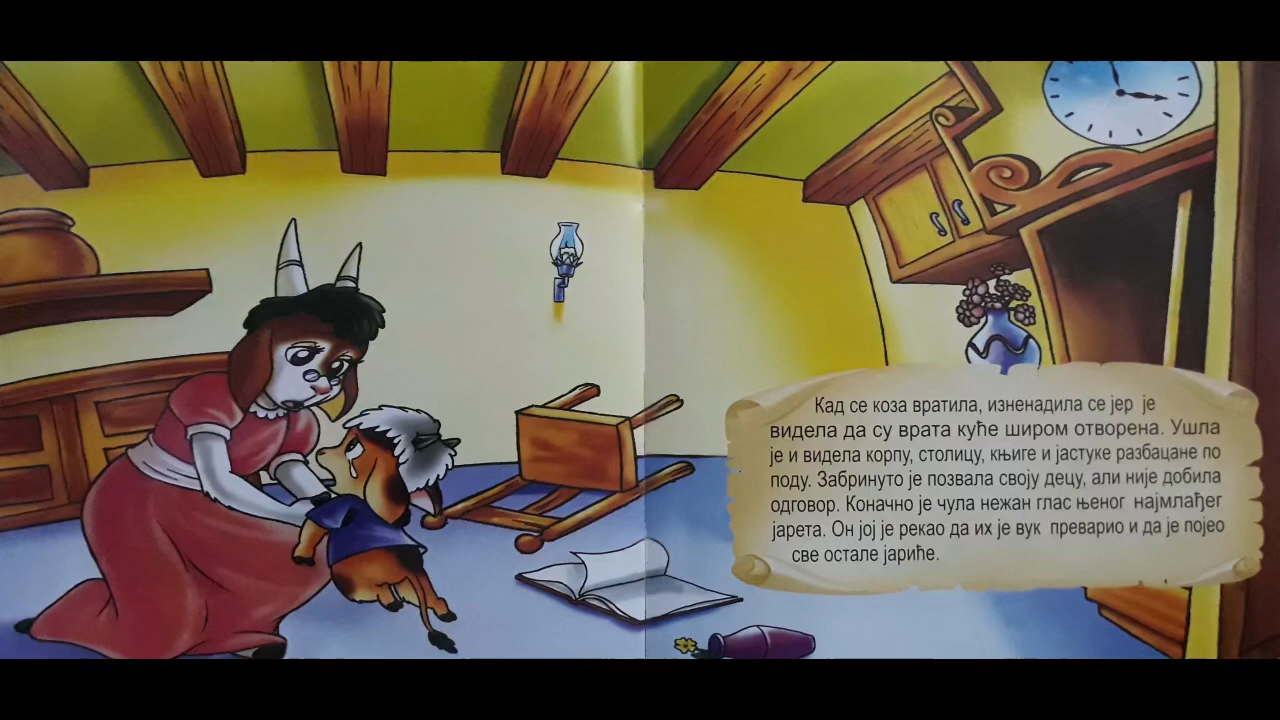 Кад се коза вратила, изненадила се јер је
видела да су врата куће широм отворена. Ушла
је и видела корпу, столицу, књиге и јастуке разбацане по
поду. Забринуто је позвала своју децу, али није добила
одговор. Коначно је чула нежан глас њеног најмлађег
јарета. Он јој је рекао да их је вук преварио и да је појео
све остале јариће.